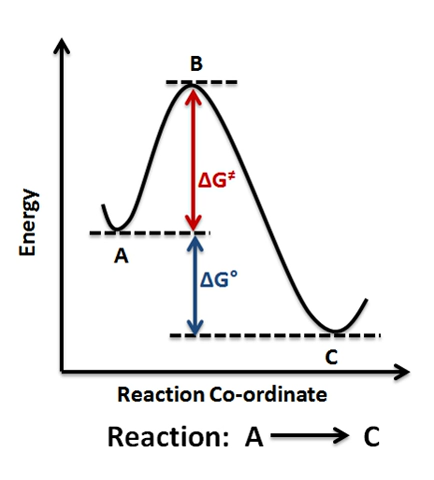 B
ΔG≠
Energy
A
ΔG°
C
Reaction Co-ordinate
Reaction: A ⟶ C